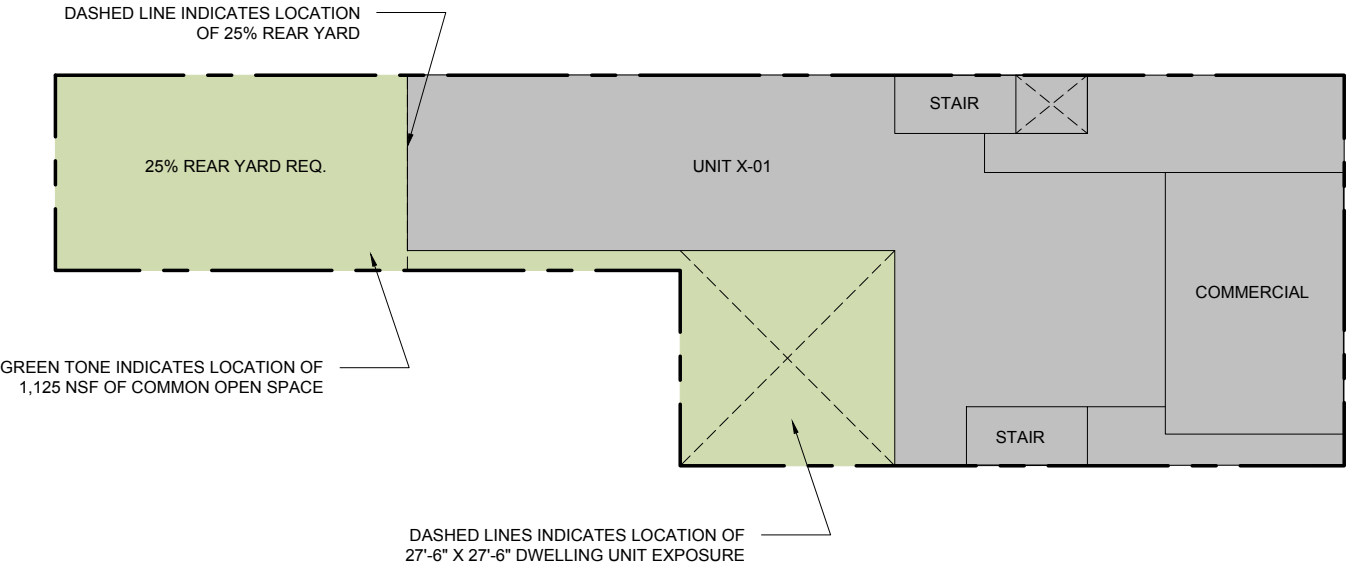 DASHED LINE INDICATES LOCATION
OF 25% REAR YARD
STAIR
25% REAR YARD REQ.
UNIT X-01
COMMERCIAL
GREEN TONE INDICATES LOCATION OF
1,125 NSF OF COMMON OPEN SPACE
STAIR
DASHED LINES INDICATES LOCATION OF
27'-6" X 27'-6" DWELLING UNIT EXPOSURE